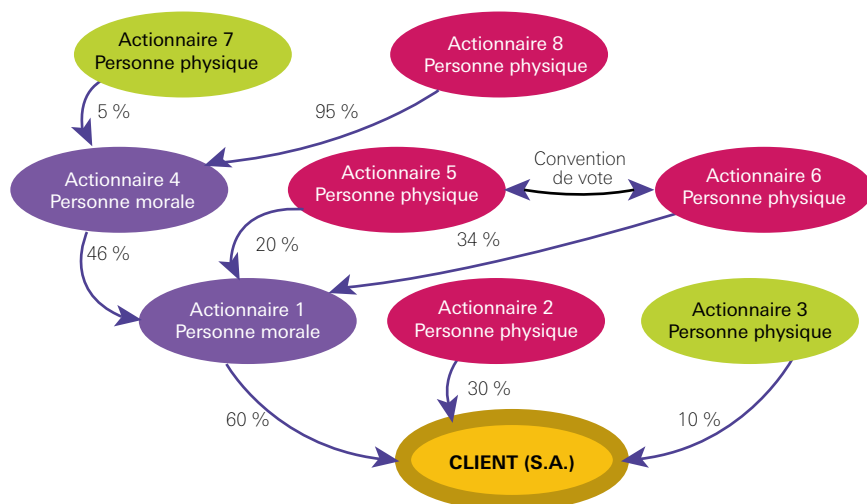 Actionnaire 7
Personne physique
Actionnaire 8
Personne physique
5 %
95 %
Actionnaire 4
Personne morale
Actionnaire 5
Personne physique
Convention
de vote
Actionnaire 6
Personne physique
46 %
20 %
34 %
Actionnaire 1
Personne morale
Actionnaire 2
Personne physique
Actionnaire 3
Personne physique
60 %
30 %
10 %
CLIENT (S.A.)